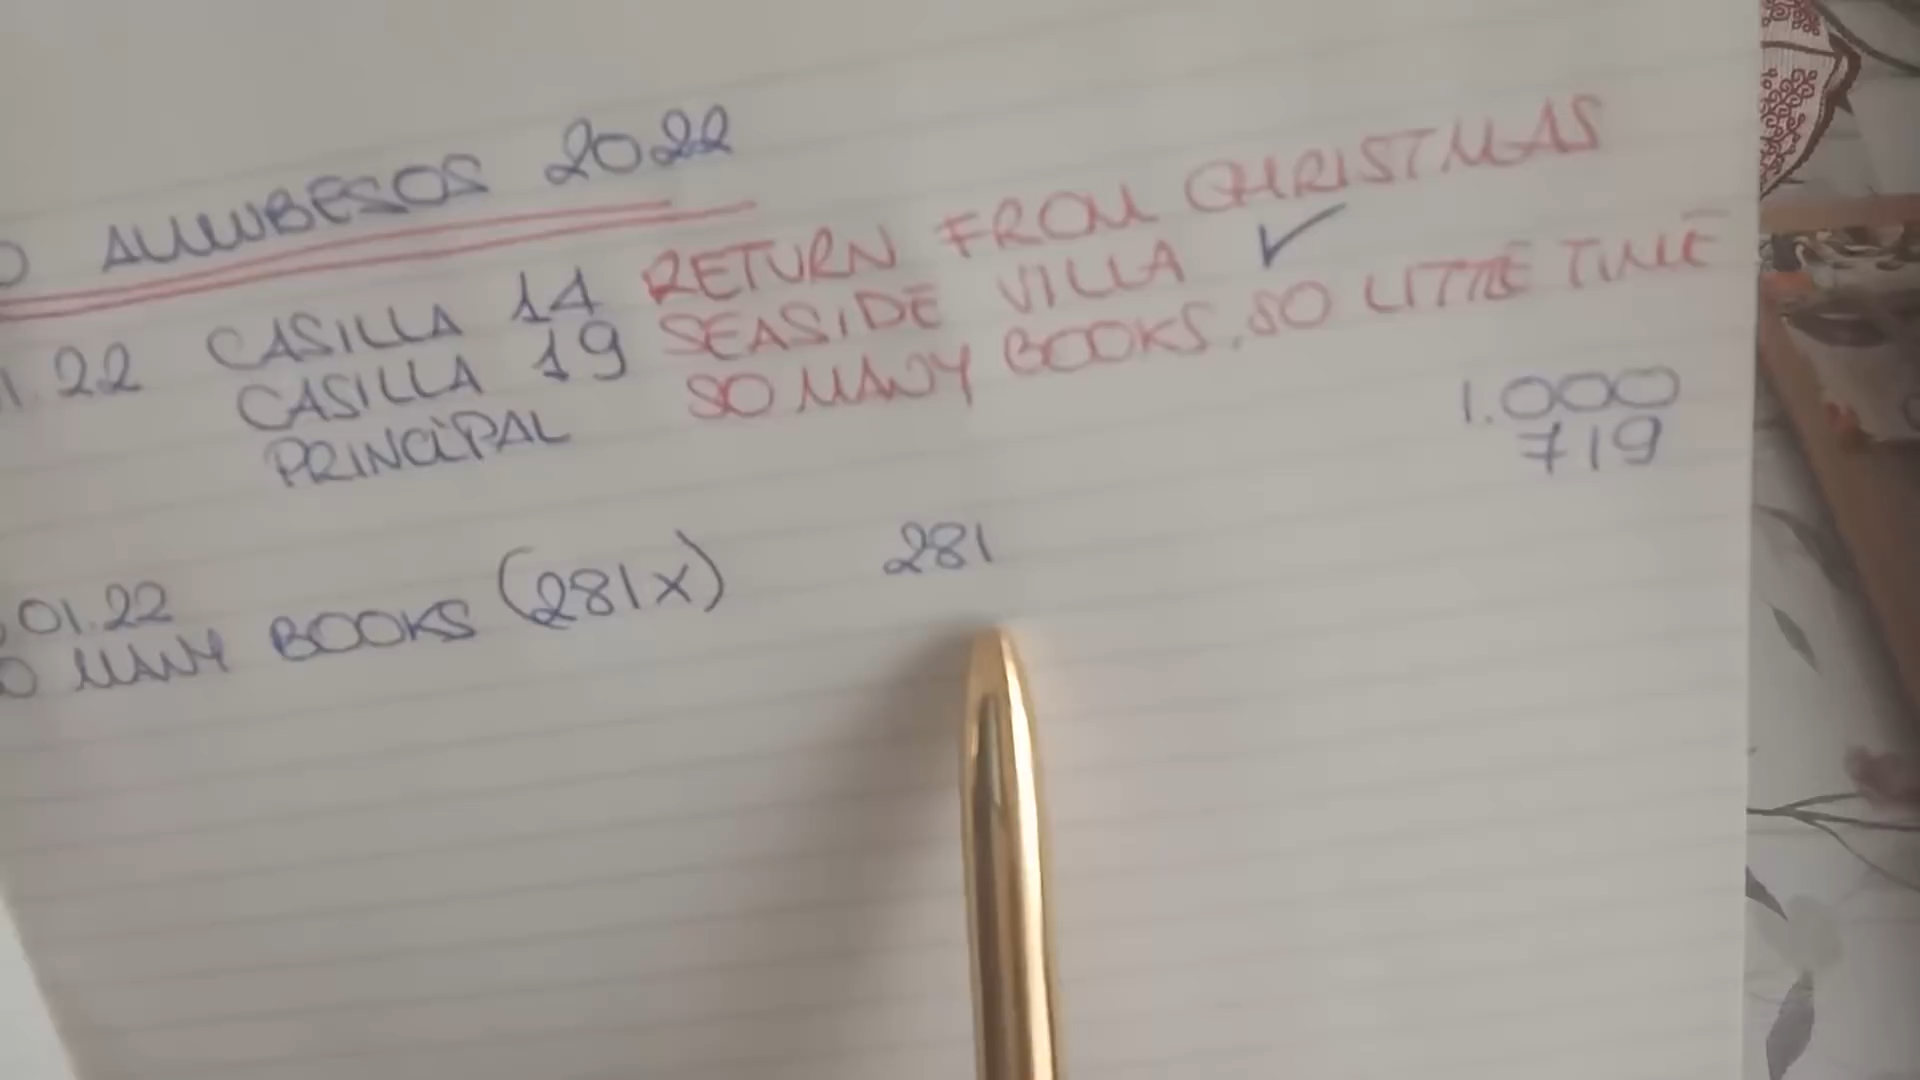 AUUUBESOS 2022
1.22 CASILLA 14 RETURN FROM CHRISTMAS
CASILLA 19 SEASIDE VILLA ✓
PRINCIPAL SO MANY BOOKS, SO LITTLE TIME
1.000
719
01.22
O MANY BOOKS (281X) 281